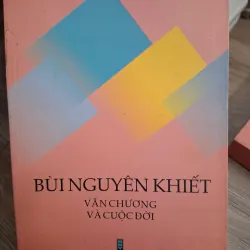 BÙI NGUYÊN KHIẾT
VĂN CHƯƠNG
VÀ CUỘC ĐỜI